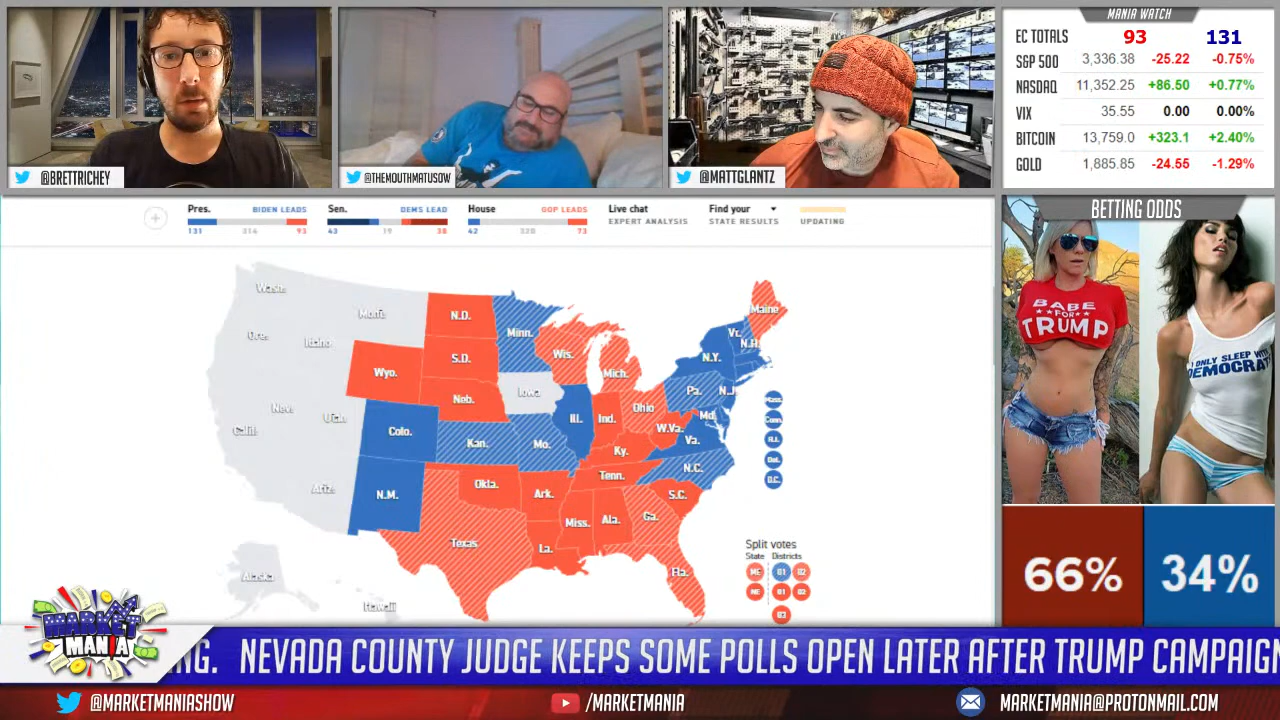 @BRETTRICHEY
@THEMOUTHMATUSOW
@MATTGLANTZ
MANIA WATCH
EC TOTALS 93 131
S&P 500 3,336.38 -25.22 -0.75%
NASDAQ 11,352.25 +86.50 +0.77%
VIX 35.55 0.00 0.00%
BITCOIN 13,759.0 +323.1 +2.40%
GOLD 1,885.85 -24.55 -1.29%
Pres. BIDEN LEADS
131 314 93
Sen. DEMS LEAD
43 19 38
House GOP LEADS
42 320 73
Live chat
EXPERT ANALYSIS
Find your
STATE RESULTS
UPDATING
BETTING ODDS
BABE
FOR
TRUMP
I ONLY SLEEP WITH
DEMOCRAT
66% 34%
Wash.
Mont.
N.D.
Minn.
Maine
Ore.
Idaho
Wis.
Vt.
N.H.
S.D.
Mich.
N.Y.
Wyo.
Neb.
Iowa
Pa.
N.J.
Nev.
Utah
Ill.
Ind.
Ohio
Md.
Mass.
Conn.
R.I.
Del.
D.C.
Calif.
Colo.
Kan.
Mo.
W.Va.
Va.
Ky.
N.C.
Tenn.
Ariz.
N.M.
Okla.
Ark.
S.C.
Miss.
Ala.
Ga.
Texas
La.
Fla.
Alaska
Hawaii
Split votes
State Districts
ME 01 02
NE 01 02
03
MARKET
MANIA
NG. NEVADA COUNTY JUDGE KEEPS SOME POLLS OPEN LATER AFTER TRUMP CAMPAIGN
@MARKETMANIASHOW
/MARKETMANIA
MARKETMANIA@PROTONMAIL.COM